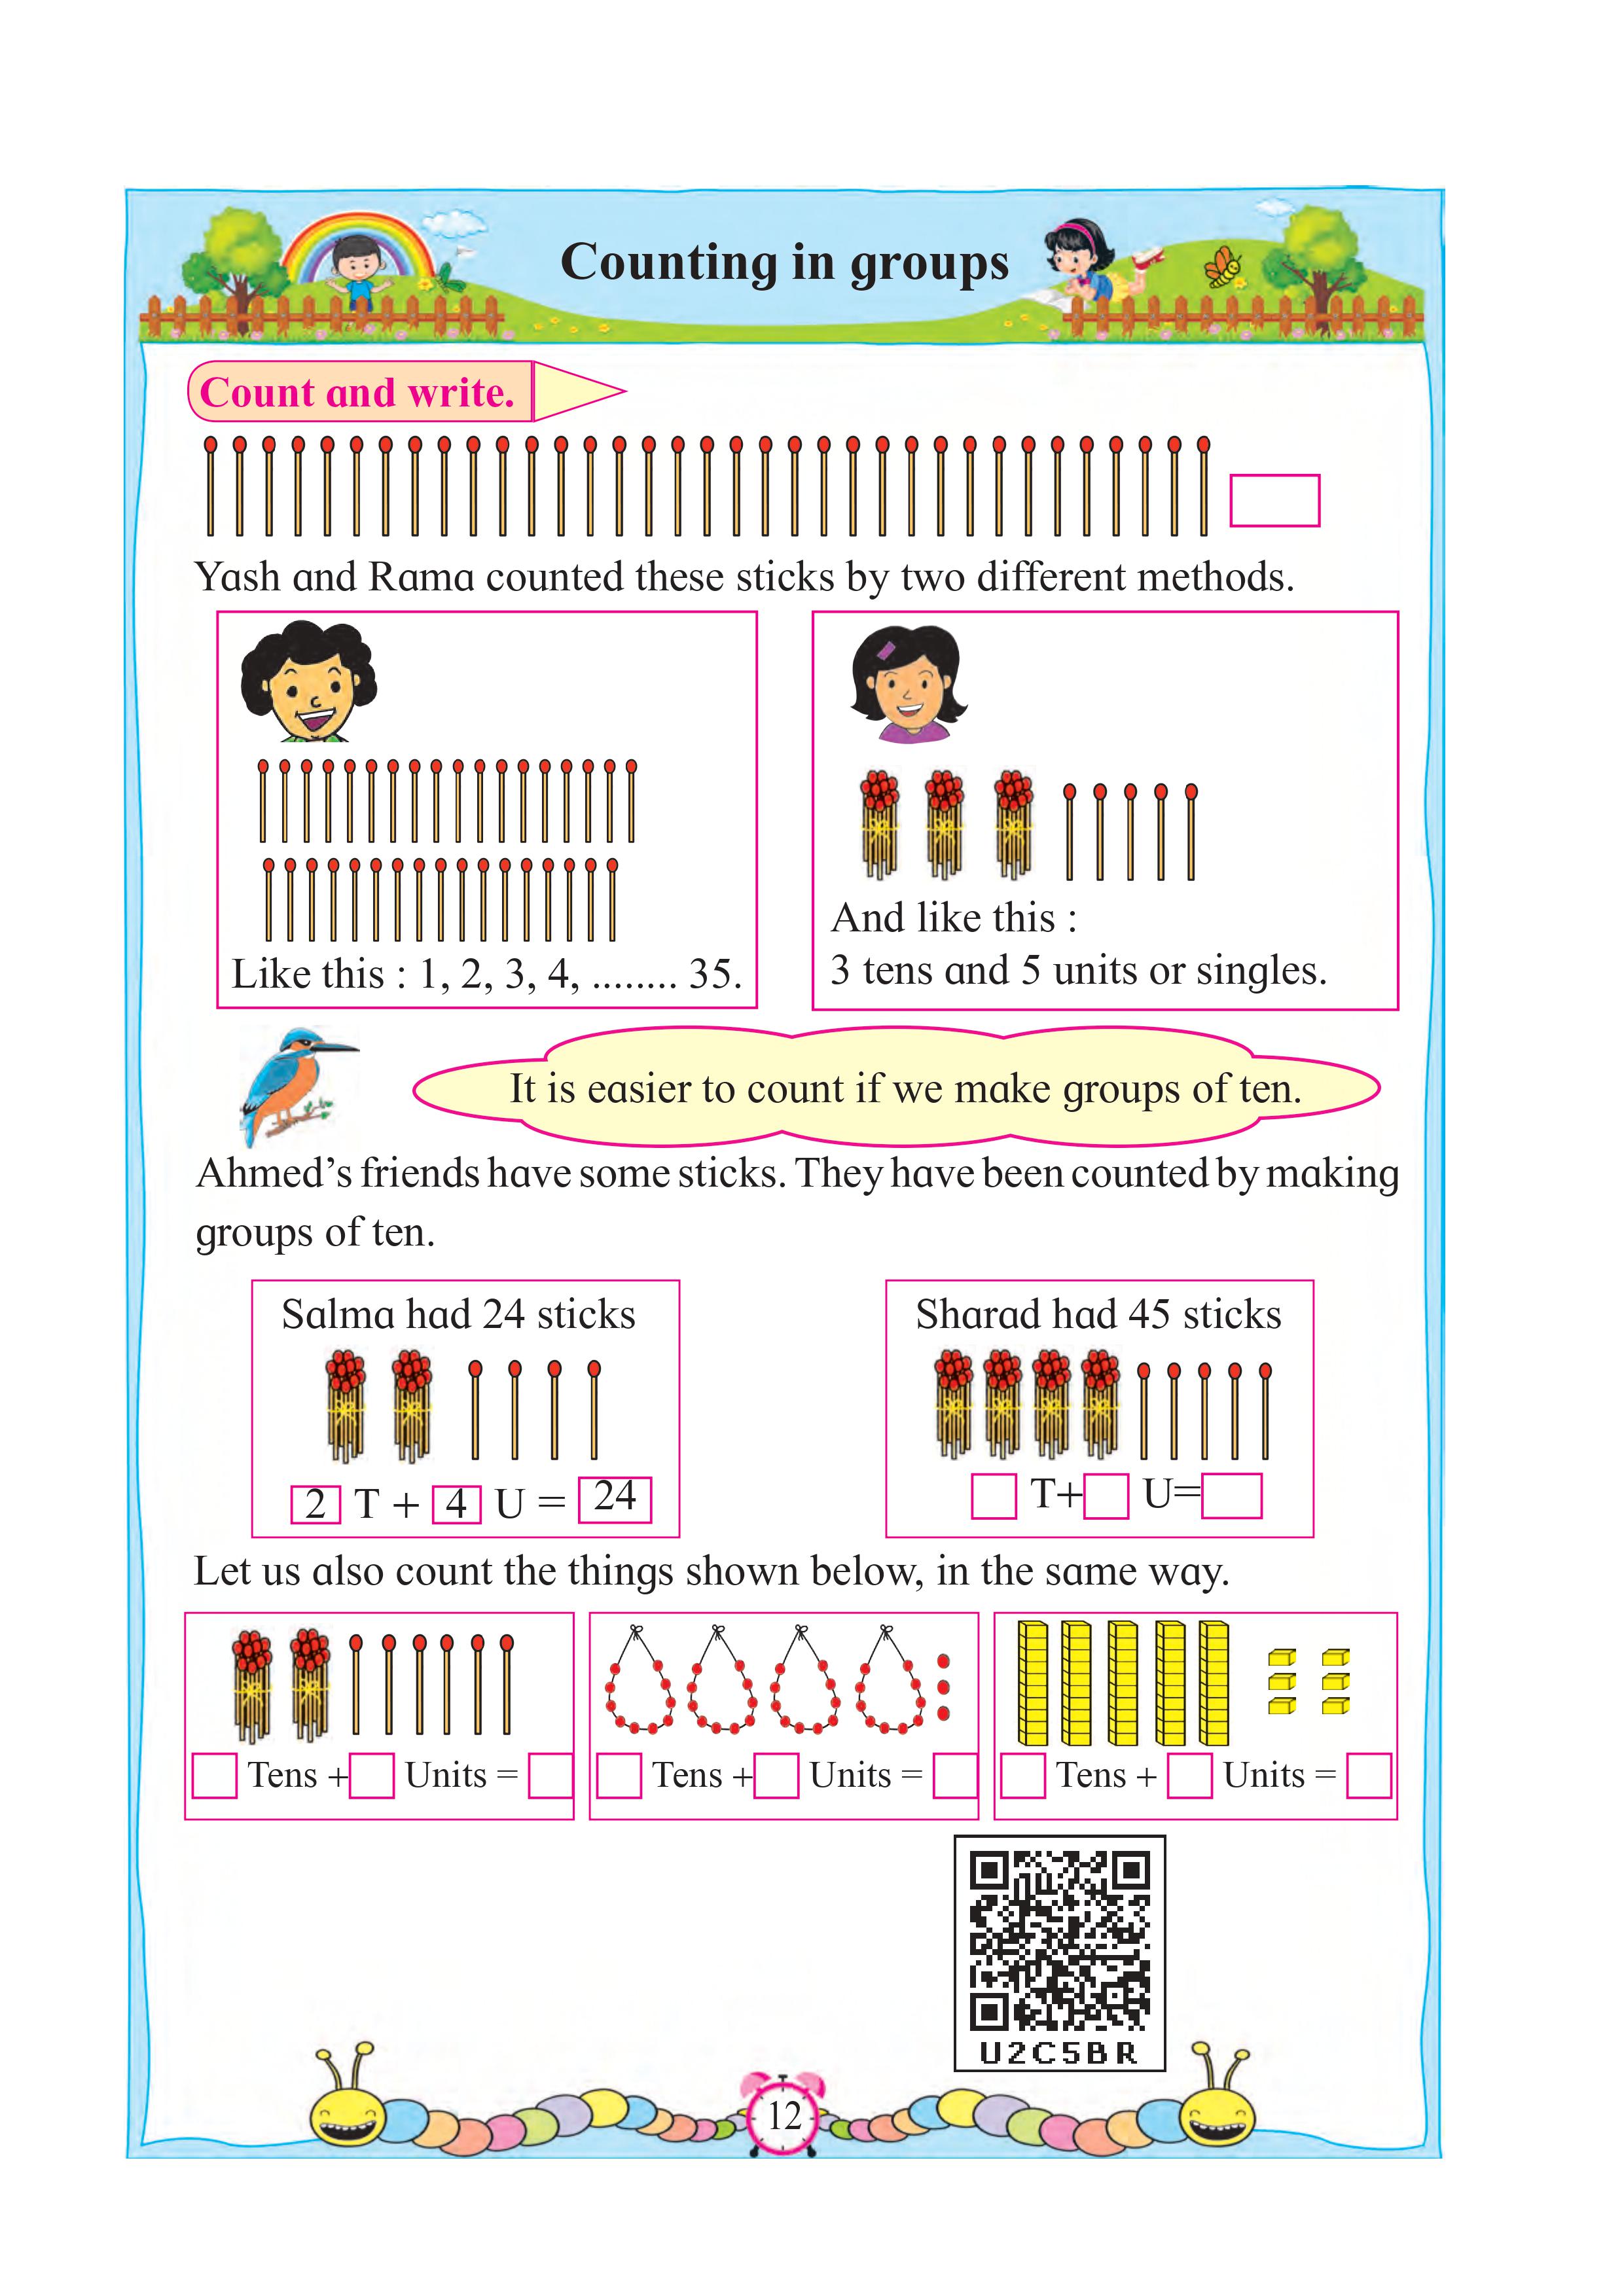 Counting in groups
Count and write.
Yash and Rama counted these sticks by two different methods.
Like this : 1, 2, 3, 4, ........ 35.
And like this :
3 tens and 5 units or singles.
It is easier to count if we make groups of ten.
Ahmed’s friends have some sticks. They have been counted by making
groups of ten.
Salma had 24 sticks
2 T + 4 U = 24
Sharad had 45 sticks
T+ U=
Let us also count the things shown below, in the same way.
Tens + Units =
Tens + Units =
Tens + Units =
U2C5BR
12